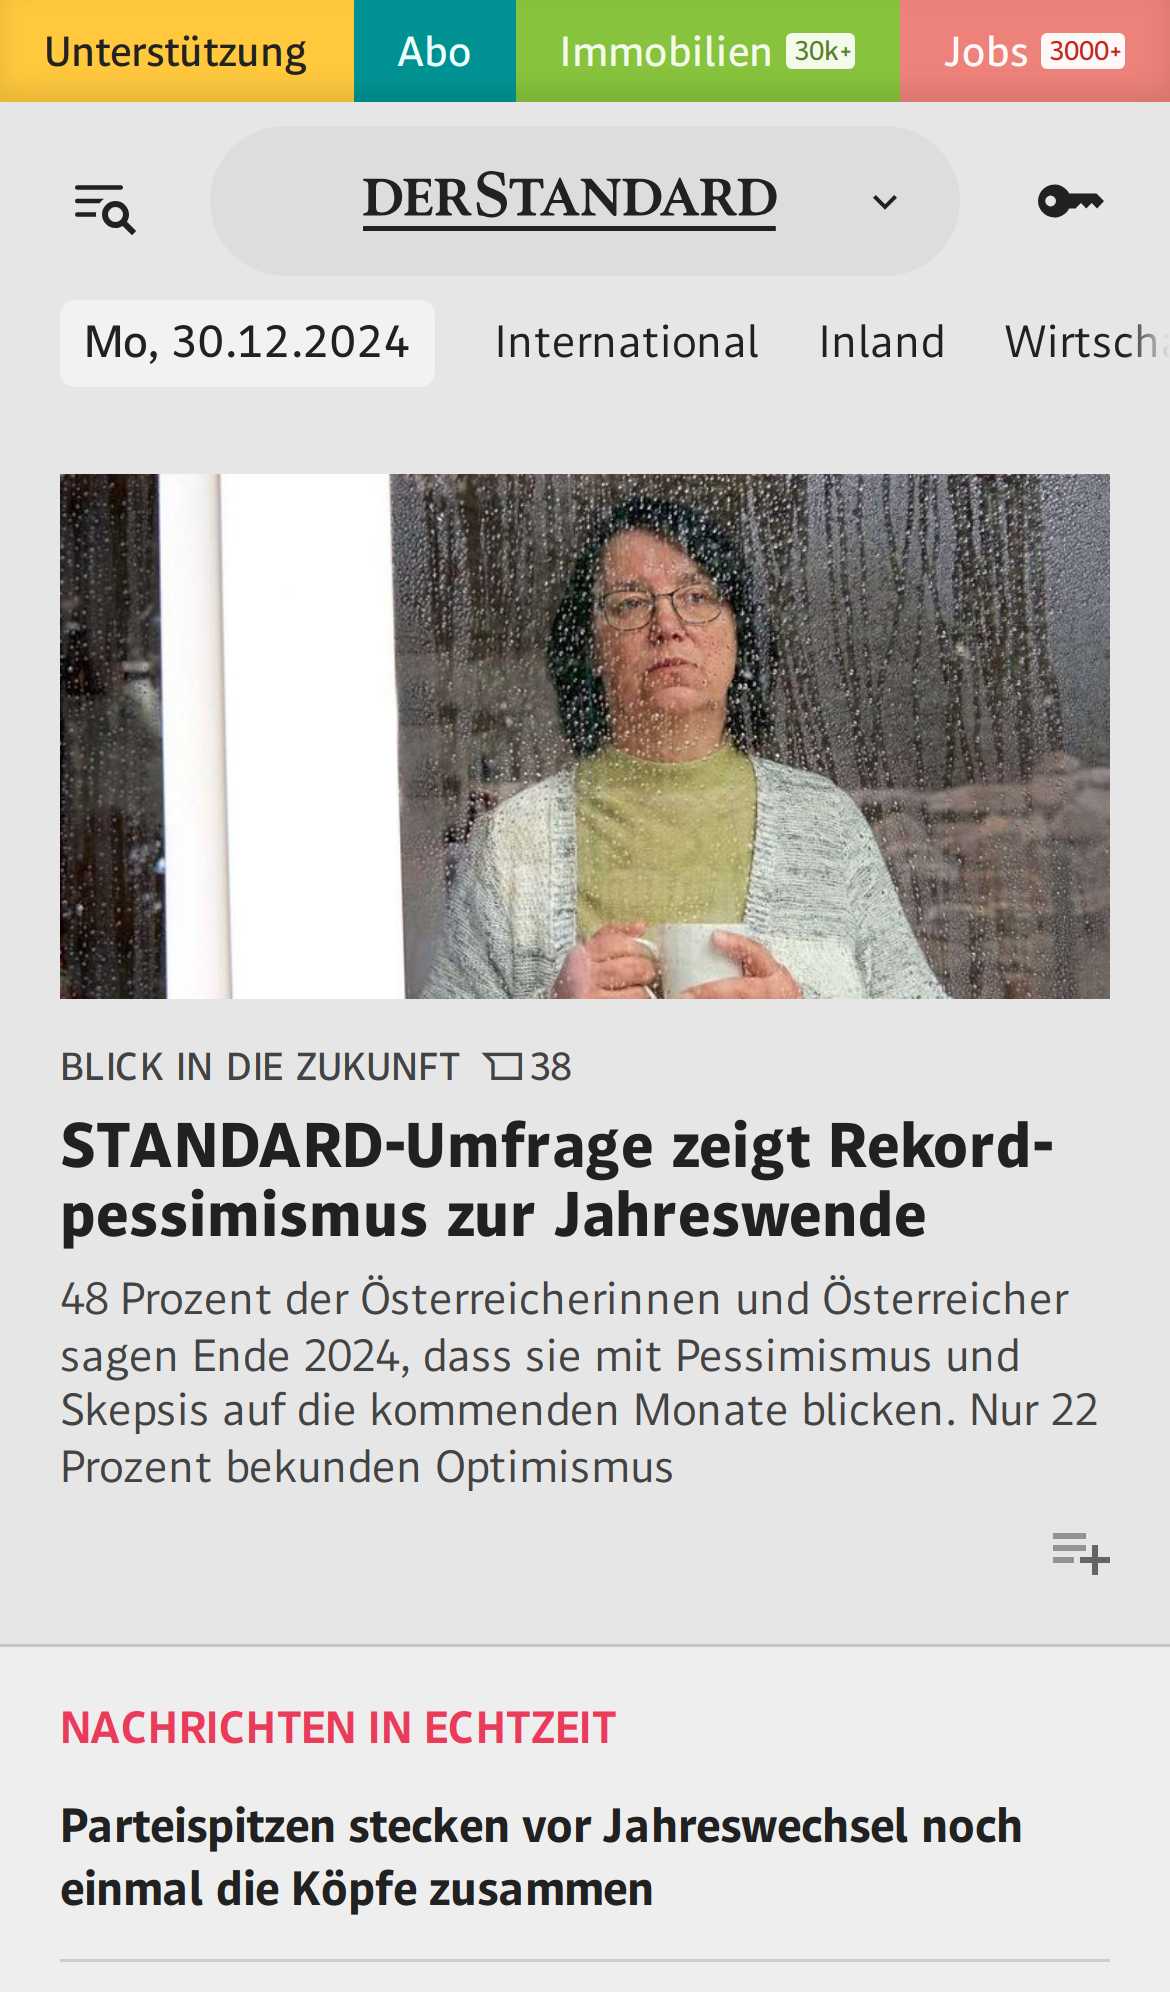 Unterstützung
Abo
Immobilien 30k+
Jobs 3000+
DERSTANDARD
Mo, 30.12.2024
International
Inland
Wirtscha
BLICK IN DIE ZUKUNFT 38
STANDARD-Umfrage zeigt Rekord-
pessimismus zur Jahreswende
48 Prozent der Österreicherinnen und Österreicher
sagen Ende 2024, dass sie mit Pessimismus und
Skepsis auf die kommenden Monate blicken. Nur 22
Prozent bekunden Optimismus
NACHRICHTEN IN ECHTZEIT
Parteispitzen stecken vor Jahreswechsel noch
einmal die Köpfe zusammen